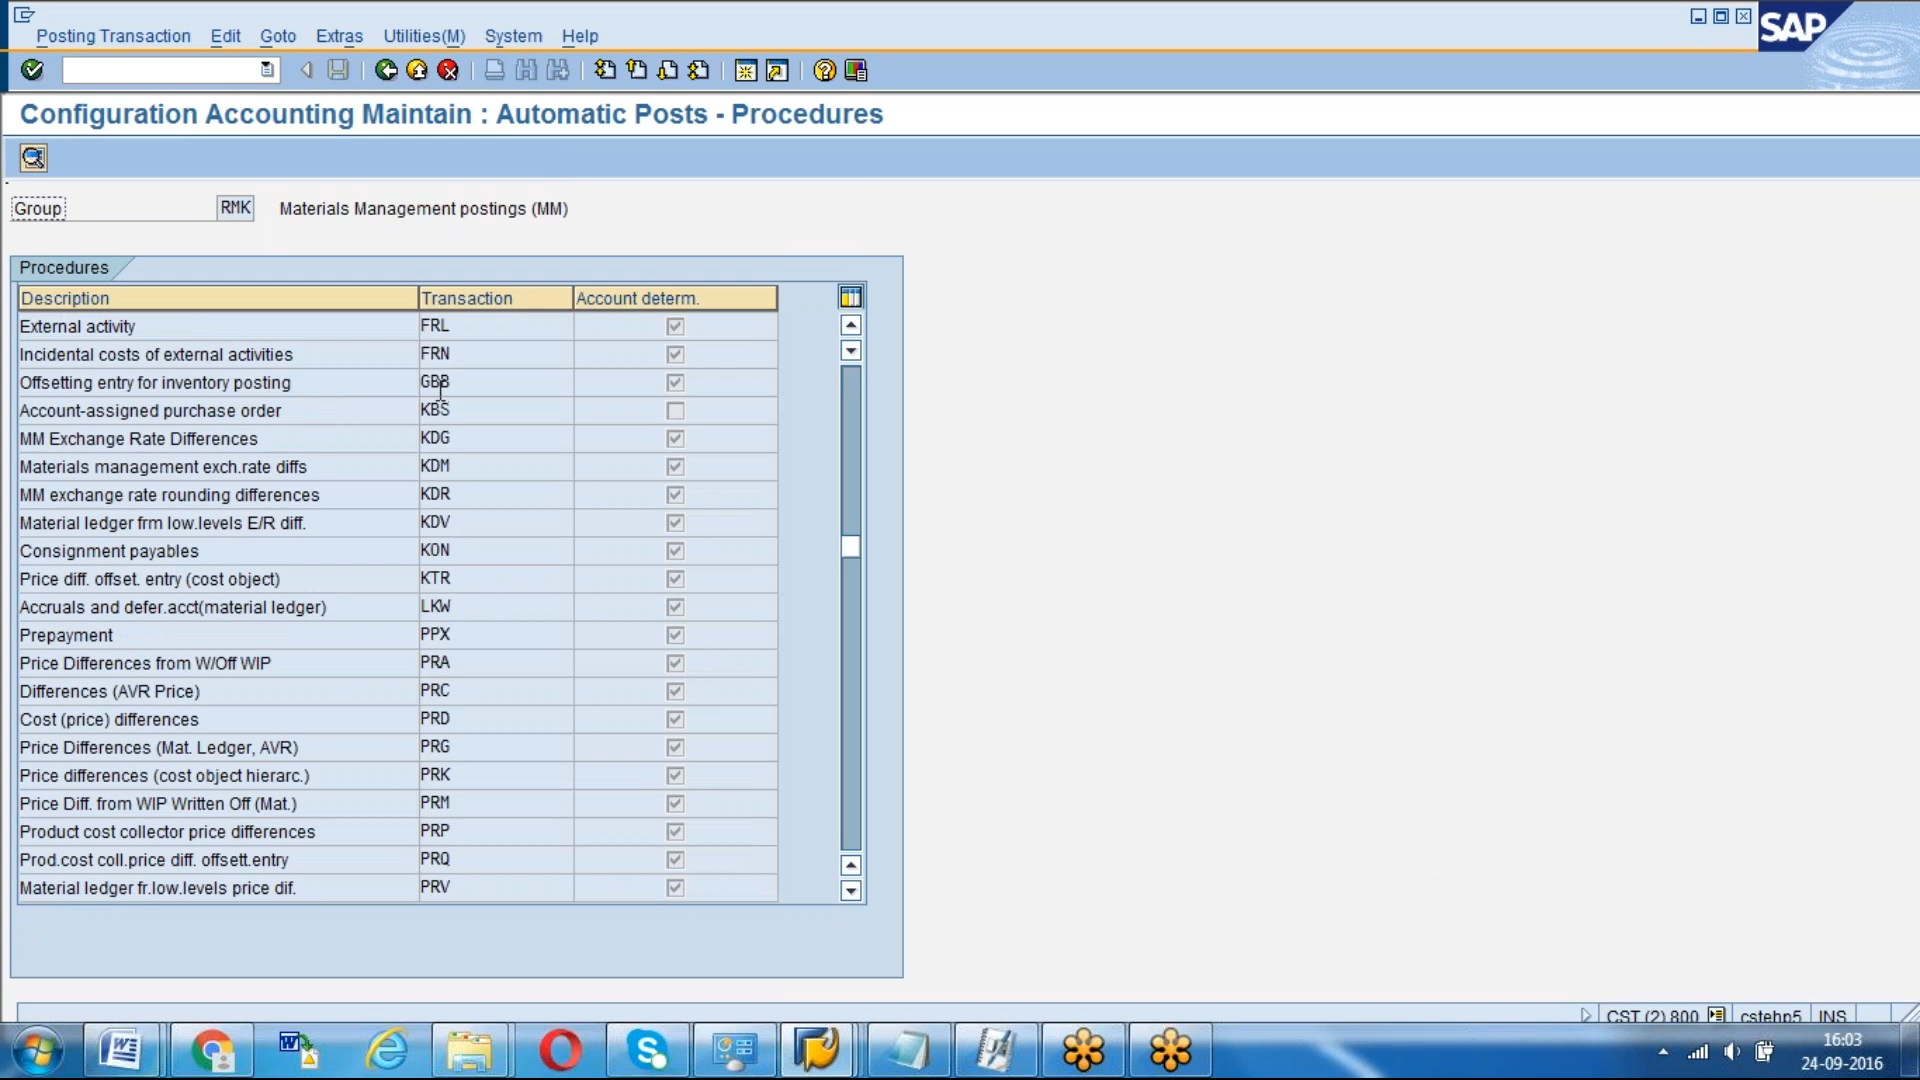 Posting Transaction Edit Goto Extras Utilities(M) System Help
SAP
Configuration Accounting Maintain : Automatic Posts - Procedures
Group RMK Materials Management postings (MM)
Procedures
Description Transaction Account determ.
External activity FRL
Incidental costs of external activities FRN
Offsetting entry for inventory posting GBB
Account-assigned purchase order KBS
MM Exchange Rate Differences KDG
Materials management exch.rate diffs KDM
MM exchange rate rounding differences KDR
Material ledger frm low.levels E/R diff. KDV
Consignment payables KON
Price diff. offset. entry (cost object) KTR
Accruals and defer.acct(material ledger) LKW
Prepayment PPX
Price Differences from W/Off WIP PRA
Differences (AVR Price) PRC
Cost (price) differences PRD
Price Differences (Mat. Ledger, AVR) PRG
Price differences (cost object hierarc.) PRK
Price Diff. from WIP Written Off (Mat.) PRM
Product cost collector price differences PRP
Prod.cost coll.price diff. offsett.entry PRQ
Material ledger fr.low.levels price dif. PRV
CST (2) 800 cstehp5 INS
16:03
24-09-2016